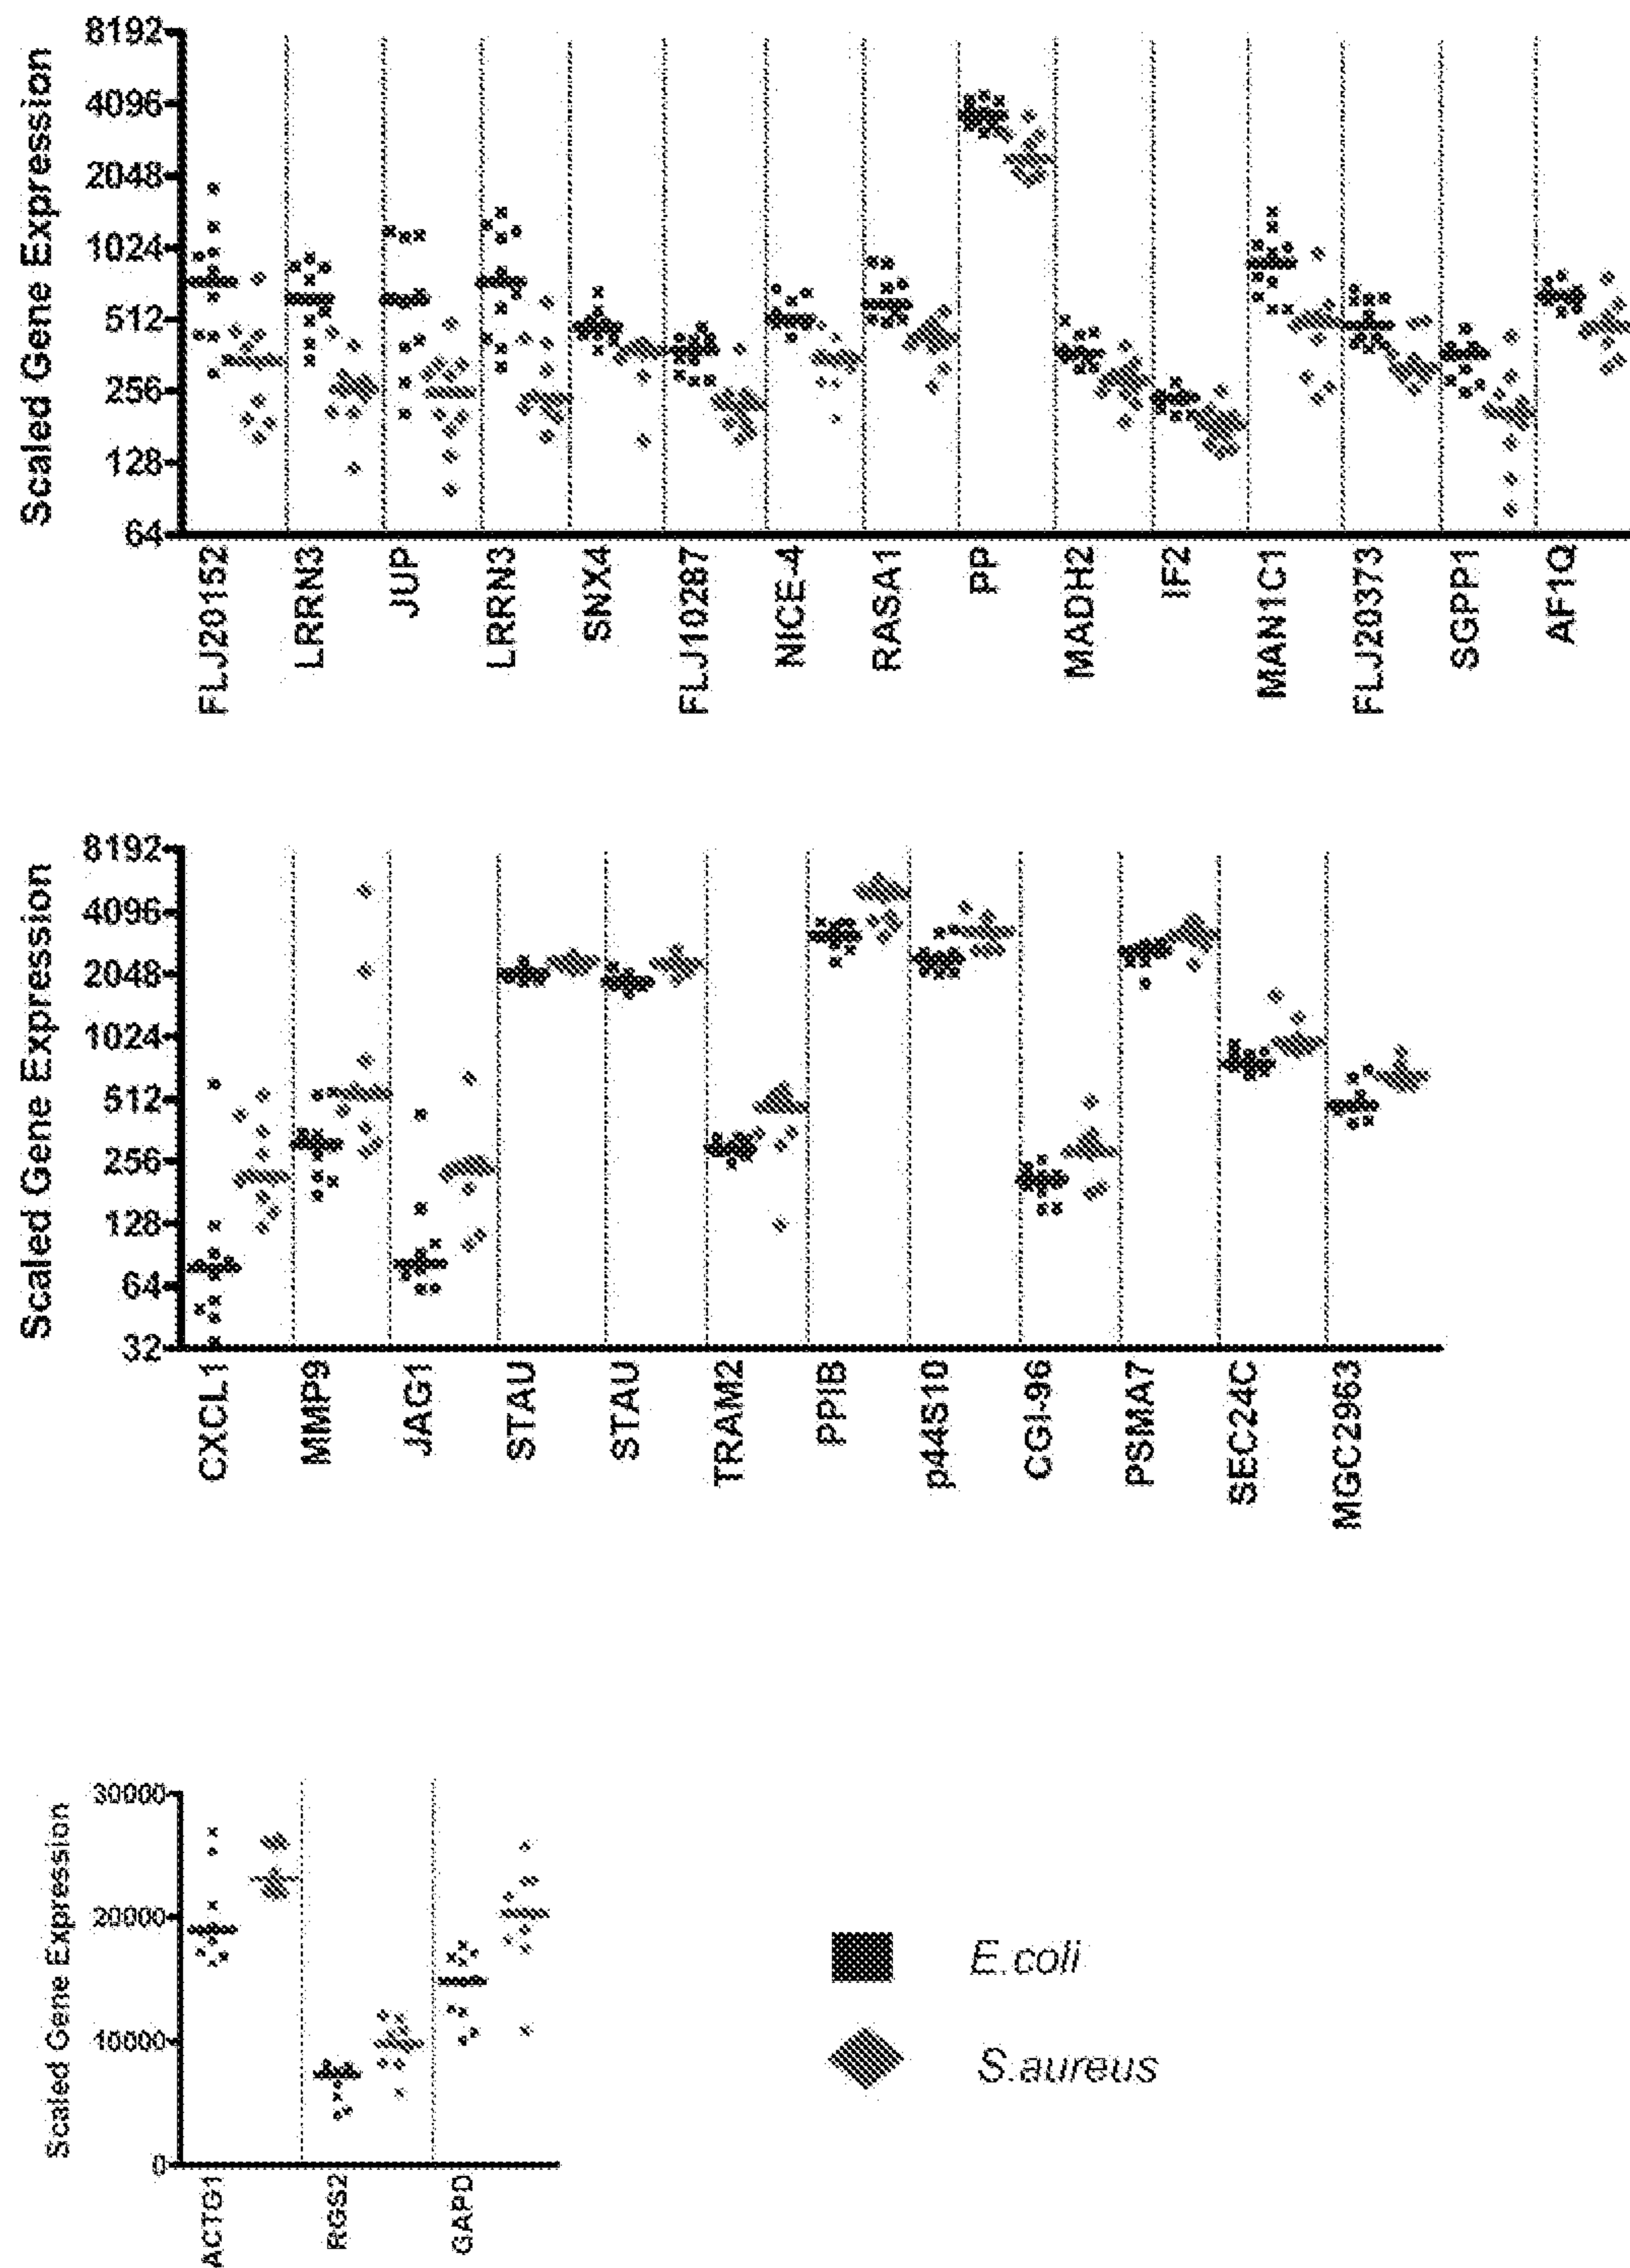 Scaled Gene Expression
8192
4096
2048
1024
512
256
128
64
FLJ20152
LRRN3
JUP
LRRN3
SNX4
FLJ10287
NICE-4
RASA1
PP
MADH2
IF2
MAN1C1
FLJ20373
SGPP1
AF1Q
Scaled Gene Expression
8192
4096
2048
1024
512
256
128
64
32
CXCL1
MMP9
JAG1
STAU
STAU
TRAM2
PPIB
p44S10
CGI-96
PSMA7
SEC24C
MGC2963
Scaled Gene Expression
30000
20000
10000
0
ACTG1
RGS2
GAPD
E.coli
S.aureus